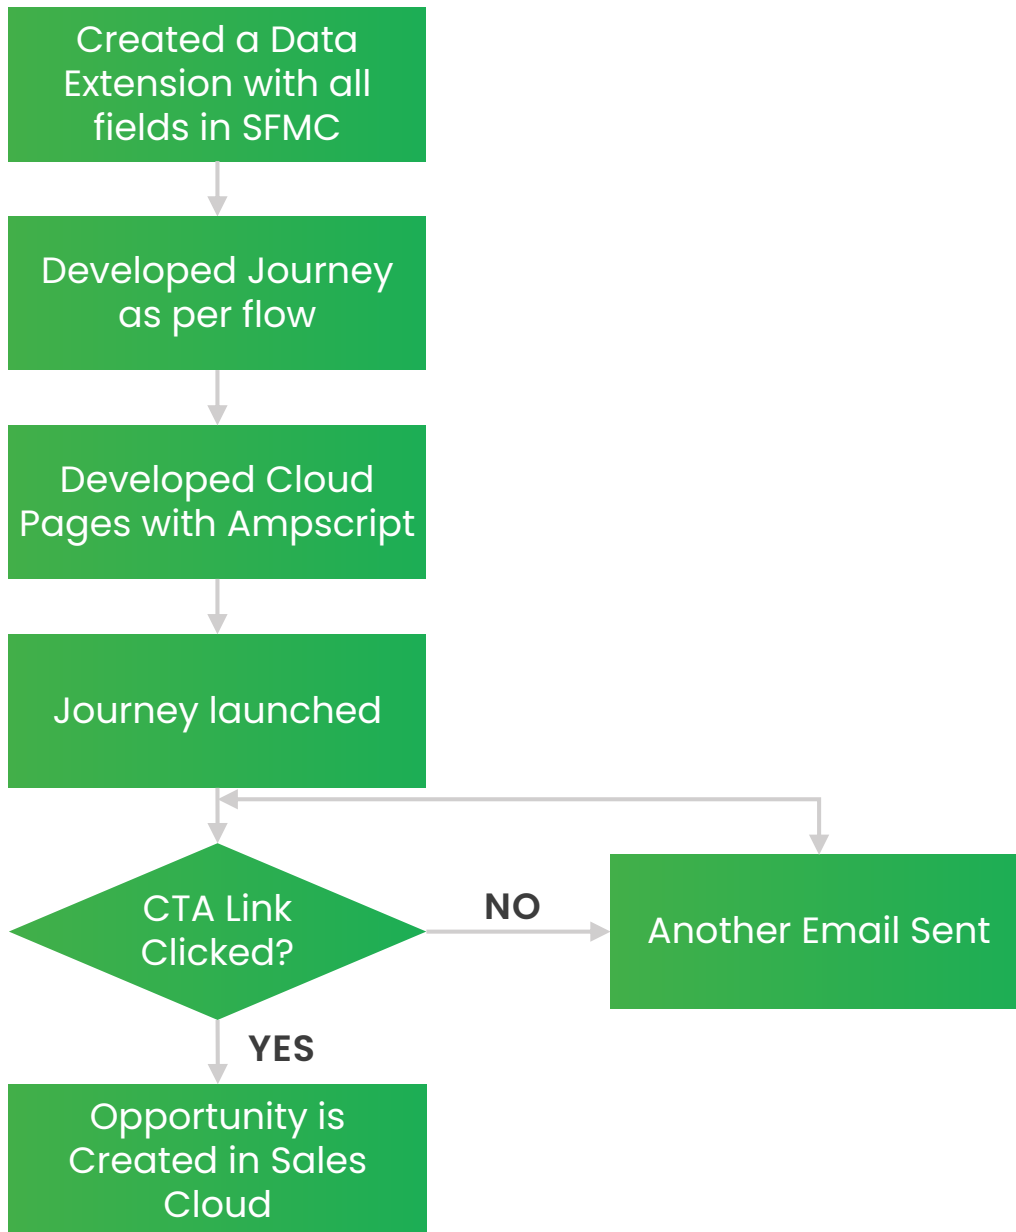 Created a Data
Extension with all
fields in SFMC
Developed Journey
as per flow
Developed Cloud
Pages with Ampscript
Journey launched
CTA Link
Clicked?
NO
Another Email Sent
YES
Opportunity is
Created in Sales
Cloud